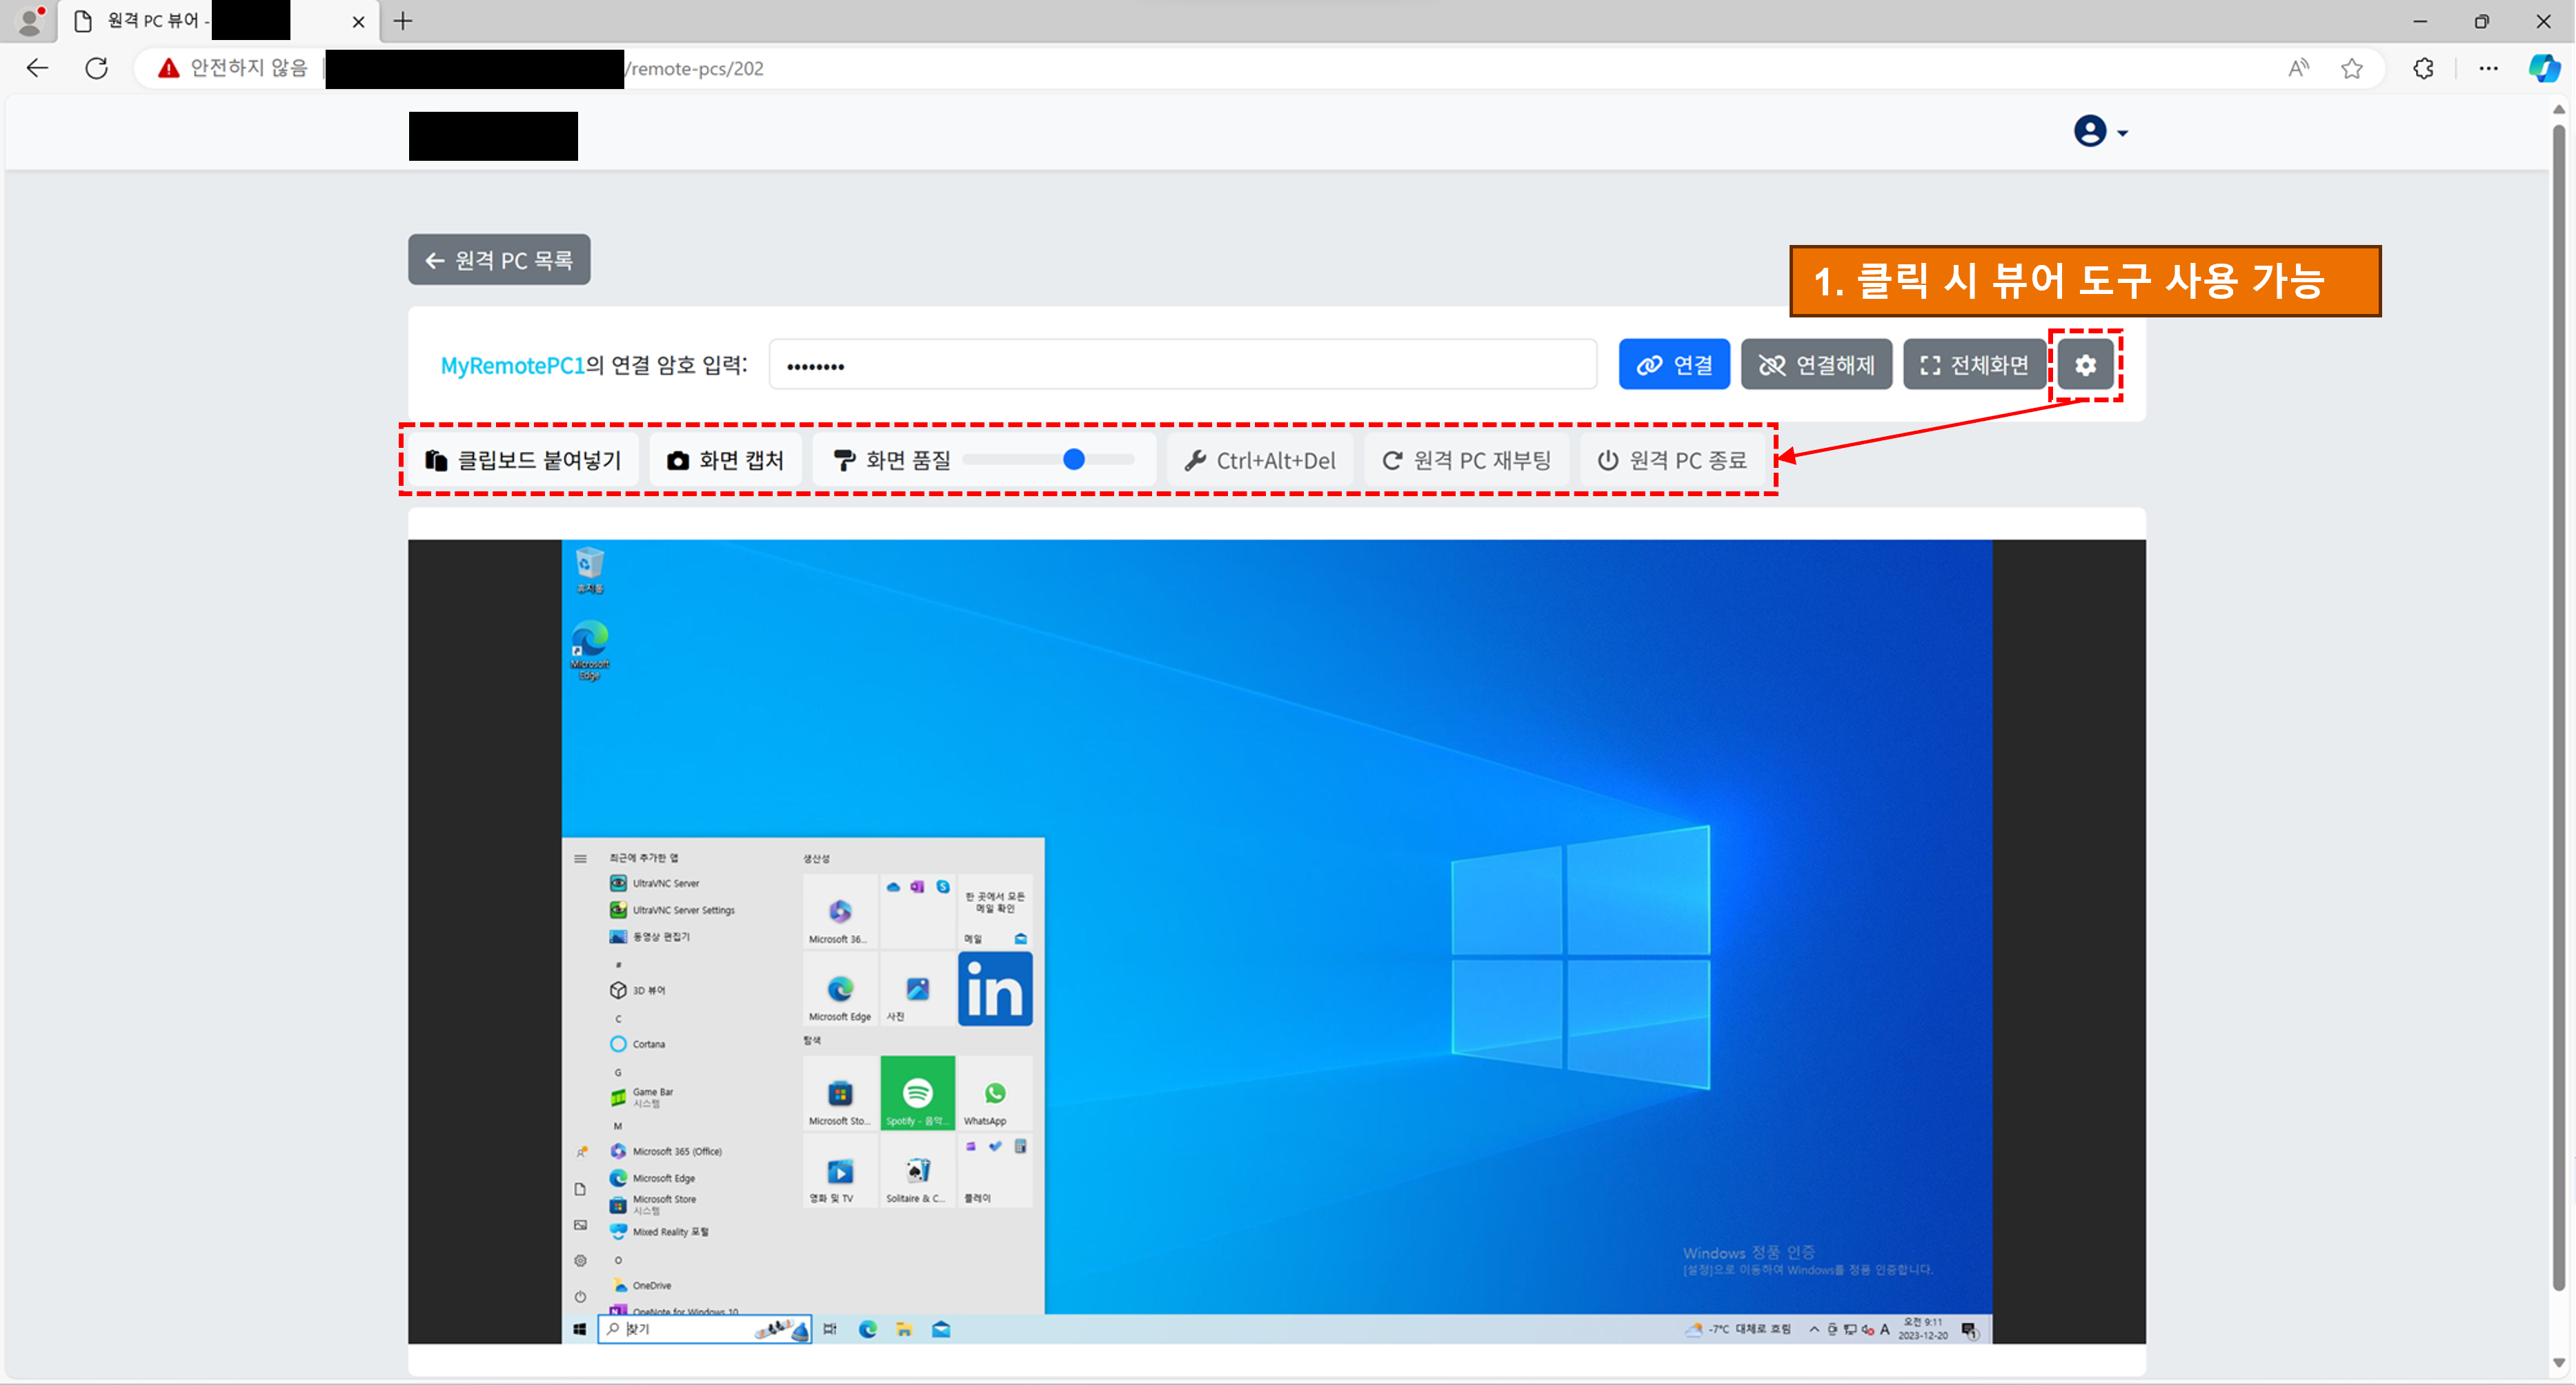 원격 PC 뷰어 -
안전하지 않음
/remote-pcs/202
원격 PC 목록
1. 클릭 시 뷰어 도구 사용 가능
MyRemotePC1의 연결 암호 입력:
연결
연결해제
전체화면
클립보드 붙여넣기
화면 캡처
화면 품질
Ctrl+Alt+Del
원격 PC 재부팅
원격 PC 종료
휴지통
Microsoft
Edge
최근에 추가한 앱
UltraVNC Server
UltraVNC Server Settings
동영상 편집기
#
3D 뷰어
C
Cortana
G
Game Bar
시스템
M
Microsoft 365 (Office)
Microsoft Edge
Microsoft Store
시스템
Mixed Reality 포털
O
OneDrive
OneNote for Windows 10
생산성
Microsoft 36...
한 곳에서 모든
메일 확인
메일
Microsoft Edge
사진
in
탐색
Microsoft Sto...
Spotify - 음악...
WhatsApp
영화 및 TV
Solitaire & C...
플레이
Windows 정품 인증
[설정]으로 이동하여 Windows를 정품 인증합니다.
찾기
-7°C 대체로 흐림
A
오전 9:11
2023-12-20
1